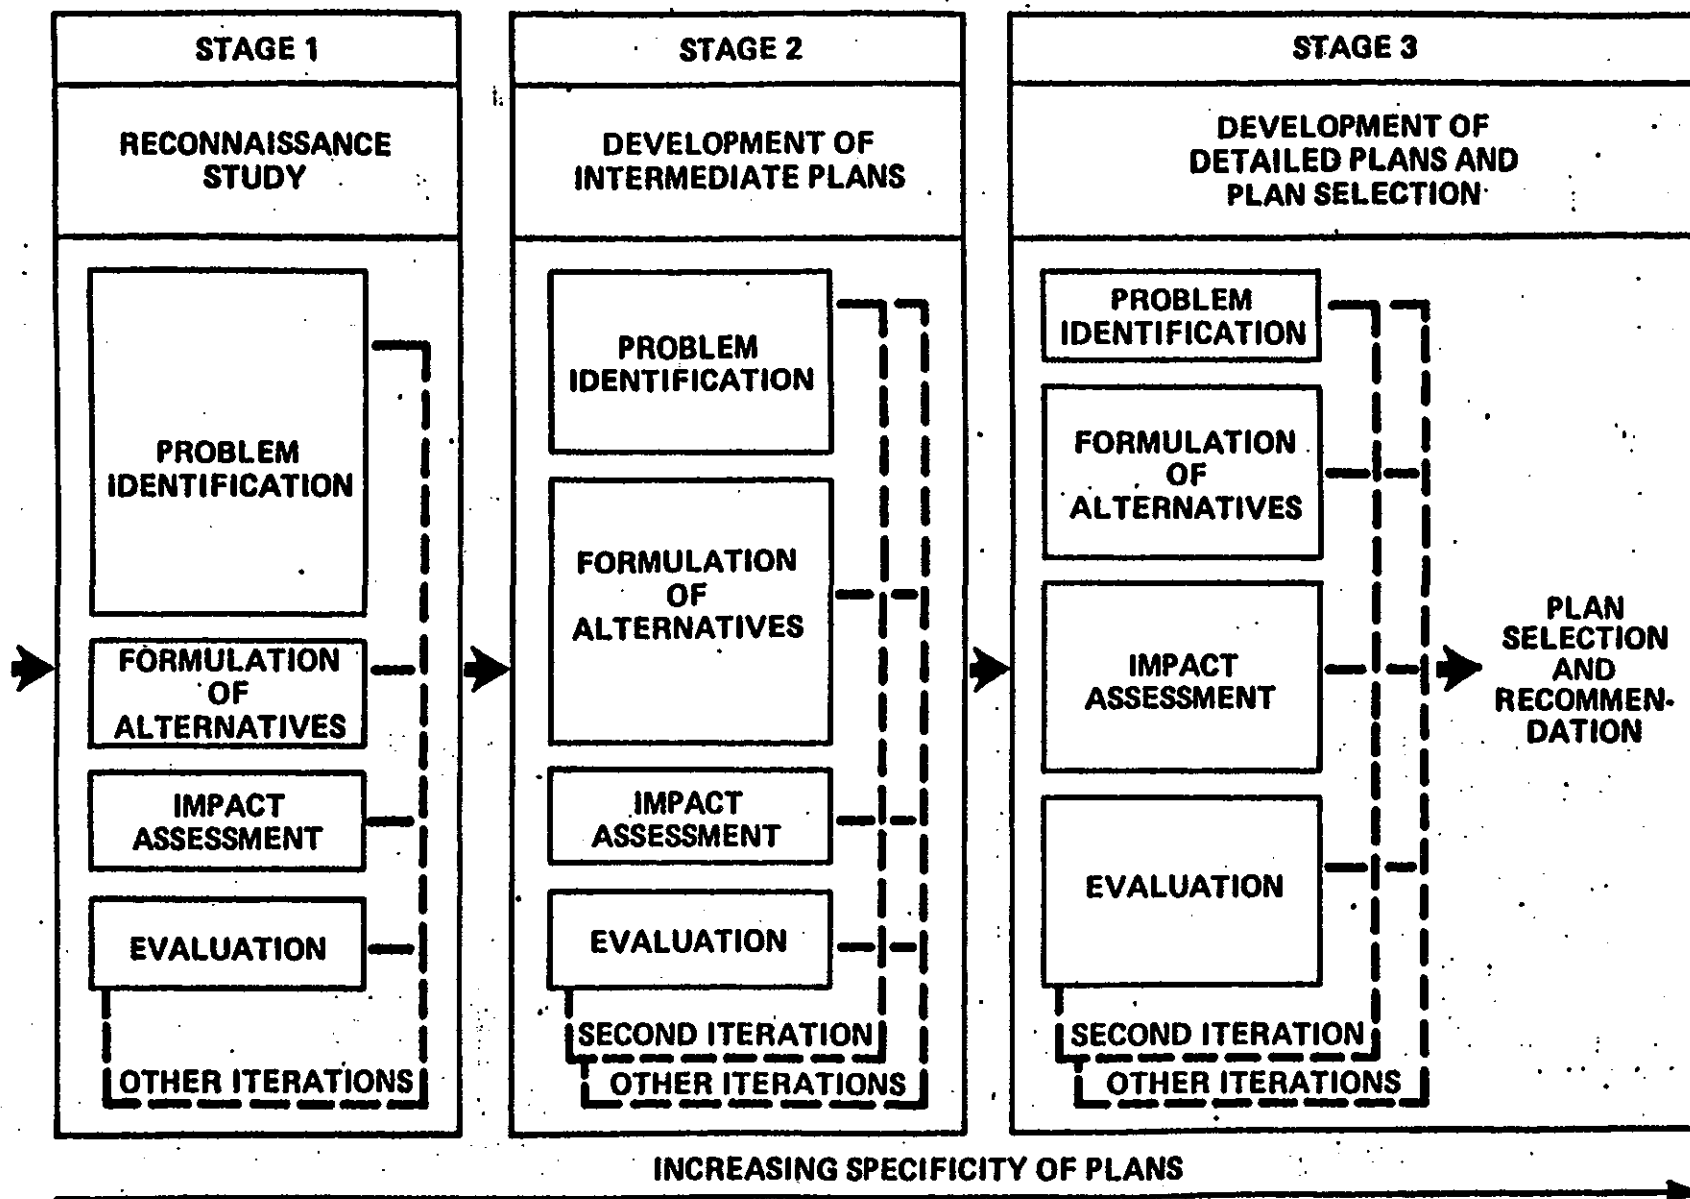 STAGE 1
RECONNAISSANCE
STUDY
PROBLEM
IDENTIFICATION
FORMULATION
OF
ALTERNATIVES
IMPACT
ASSESSMENT
EVALUATION
OTHER ITERATIONS
STAGE 2
DEVELOPMENT OF
INTERMEDIATE PLANS
PROBLEM
IDENTIFICATION
FORMULATION
OF
ALTERNATIVES
IMPACT
ASSESSMENT
EVALUATION
SECOND ITERATION
OTHER ITERATIONS
STAGE 3
DEVELOPMENT OF
DETAILED PLANS AND
PLAN SELECTION
PROBLEM
IDENTIFICATION
FORMULATION
OF
ALTERNATIVES
IMPACT
ASSESSMENT
EVALUATION
SECOND ITERATION
OTHER ITERATIONS
PLAN
SELECTION
AND
RECOMMEN-
DATION
INCREASING SPECIFICITY OF PLANS